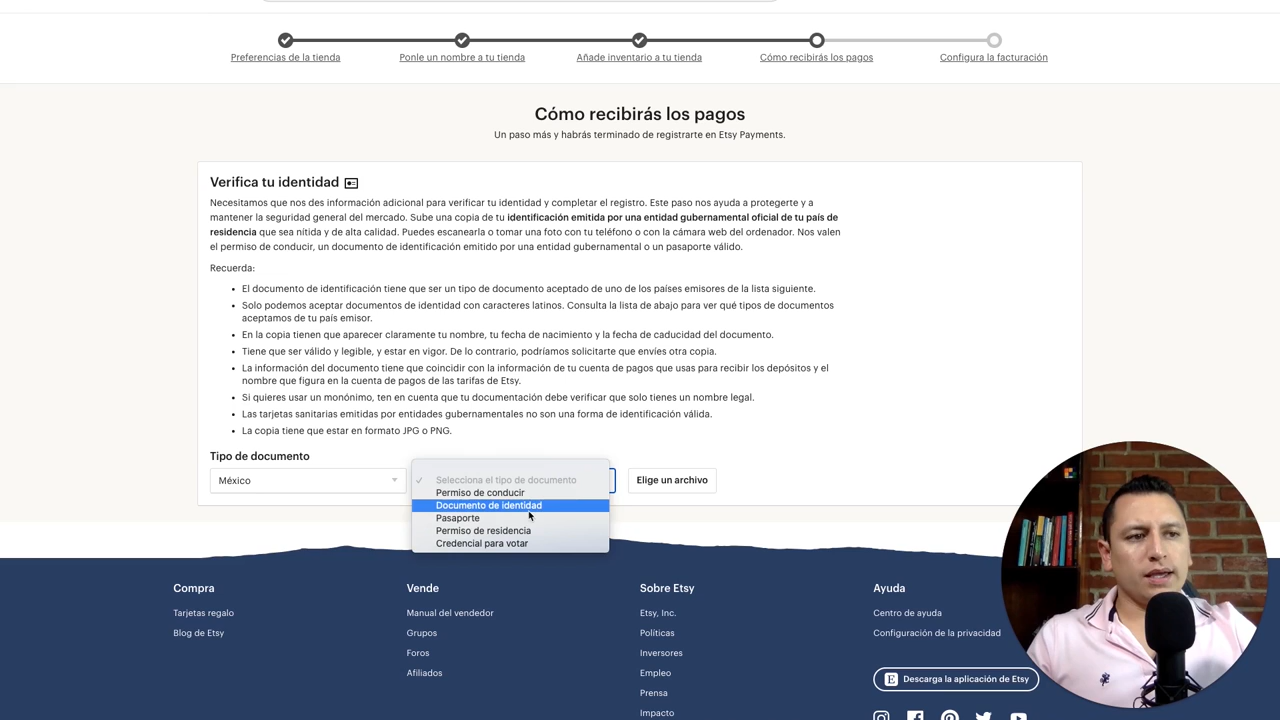 Preferencias de la tienda
Ponle un nombre a tu tienda
Añade inventario a tu tienda
Cómo recibirás los pagos
Configura la facturación
Cómo recibirás los pagos
Un paso más y habrás terminado de registrarte en Etsy Payments.
Verifica tu identidad
Necesitamos que nos des información adicional para verificar tu identidad y completar el registro. Este paso nos ayuda a protegerte y a
mantener la seguridad general del mercado. Sube una copia de tu identificación emitida por una entidad gubernamental oficial de tu país de
residencia que sea nítida y de alta calidad. Puedes escanearla o tomar una foto con tu teléfono o con la cámara web del ordenador. Nos valen
el permiso de conducir, un documento de identificación emitido por una entidad gubernamental o un pasaporte válido.
Recuerda:
• El documento de identificación tiene que ser un tipo de documento aceptado de uno de los países emisores de la lista siguiente.
• Solo podemos aceptar documentos de identidad con caracteres latinos. Consulta la lista de abajo para ver qué tipos de documentos
aceptamos de tu país emisor.
• En la copia tienen que aparecer claramente tu nombre, tu fecha de nacimiento y la fecha de caducidad del documento.
• Tiene que ser válido y legible, y estar en vigor. De lo contrario, podríamos solicitarte que envíes otra copia.
• La información del documento tiene que coincidir con la información de tu cuenta de pagos que usas para recibir los depósitos y el
nombre que figura en la cuenta de pagos de las tarifas de Etsy.
• Si quieres usar un monónimo, ten en cuenta que tu documentación debe verificar que solo tienes un nombre legal.
• Las tarjetas sanitarias emitidas por entidades gubernamentales no son una forma de identificación válida.
• La copia tiene que estar en formato JPG o PNG.
Tipo de documento
México
Selecciona el tipo de documento
Permiso de conducir
Documento de identidad
Pasaporte
Permiso de residencia
Credencial para votar
Elige un archivo
Compra
Tarjetas regalo
Blog de Etsy
Vende
Manual del vendedor
Grupos
Foros
Afiliados
Sobre Etsy
Etsy, Inc.
Políticas
Inversores
Empleo
Prensa
Impacto
Ayuda
Centro de ayuda
Configuración de la privacidad
E Descarga la aplicación de Etsy